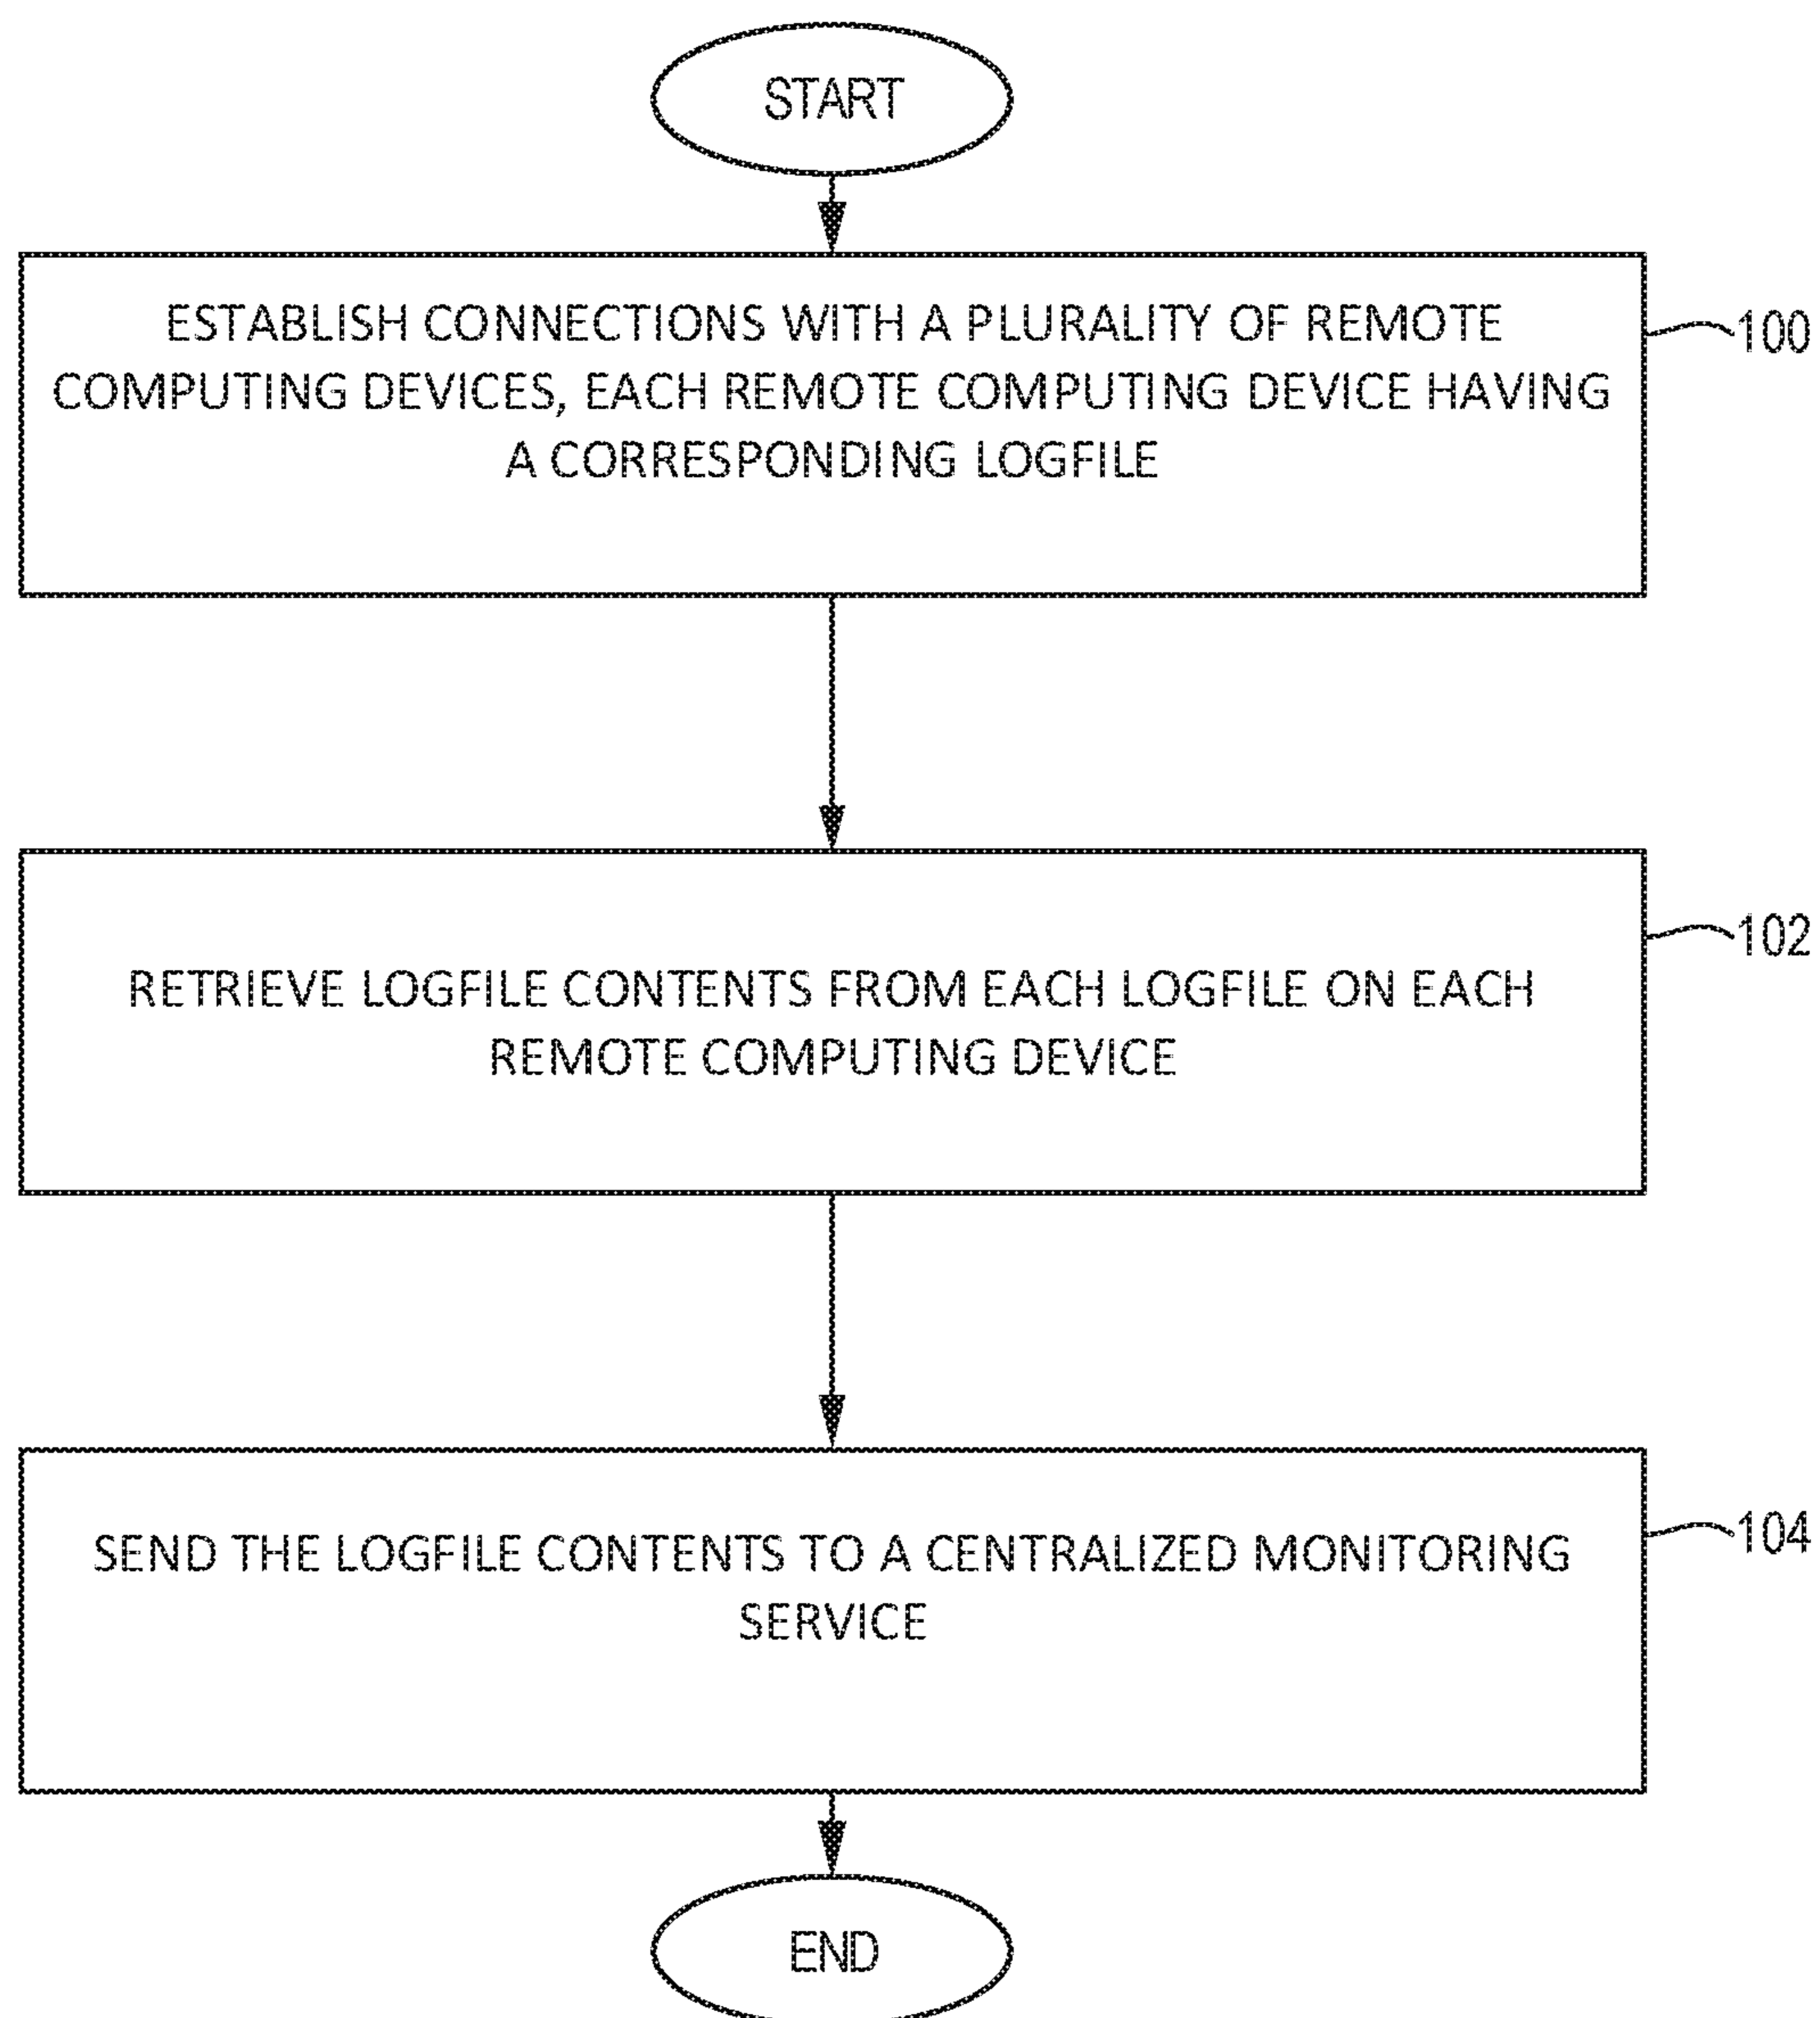 START
ESTABLISH CONNECTIONS WITH A PLURALITY OF REMOTE
COMPUTING DEVICES, EACH REMOTE COMPUTING DEVICE HAVING
A CORRESPONDING LOGFILE
100
RETRIEVE LOGFILE CONTENTS FROM EACH LOGFILE ON EACH
REMOTE COMPUTING DEVICE
102
SEND THE LOGFILE CONTENTS TO A CENTRALIZED MONITORING
SERVICE
104
END